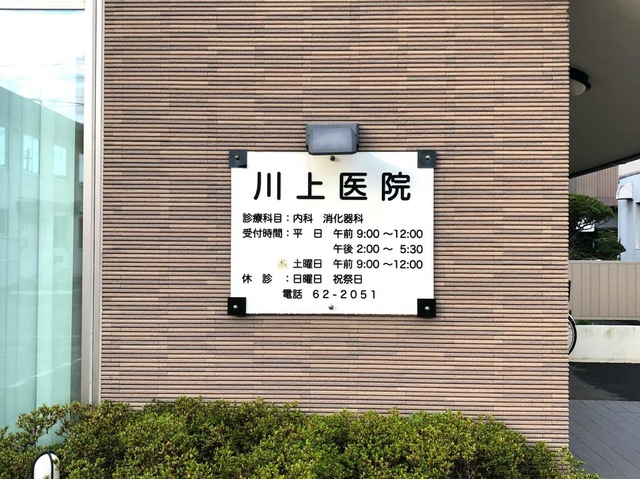 川上医院
診療科目：内科 消化器科
受付時間：平 日 午前 9:00 ～12:00
午後 2:00 ～ 5:30
木 土曜日 午前 9:00 ～12:00
休 診 ：日曜日 祝祭日
電話 62-2051